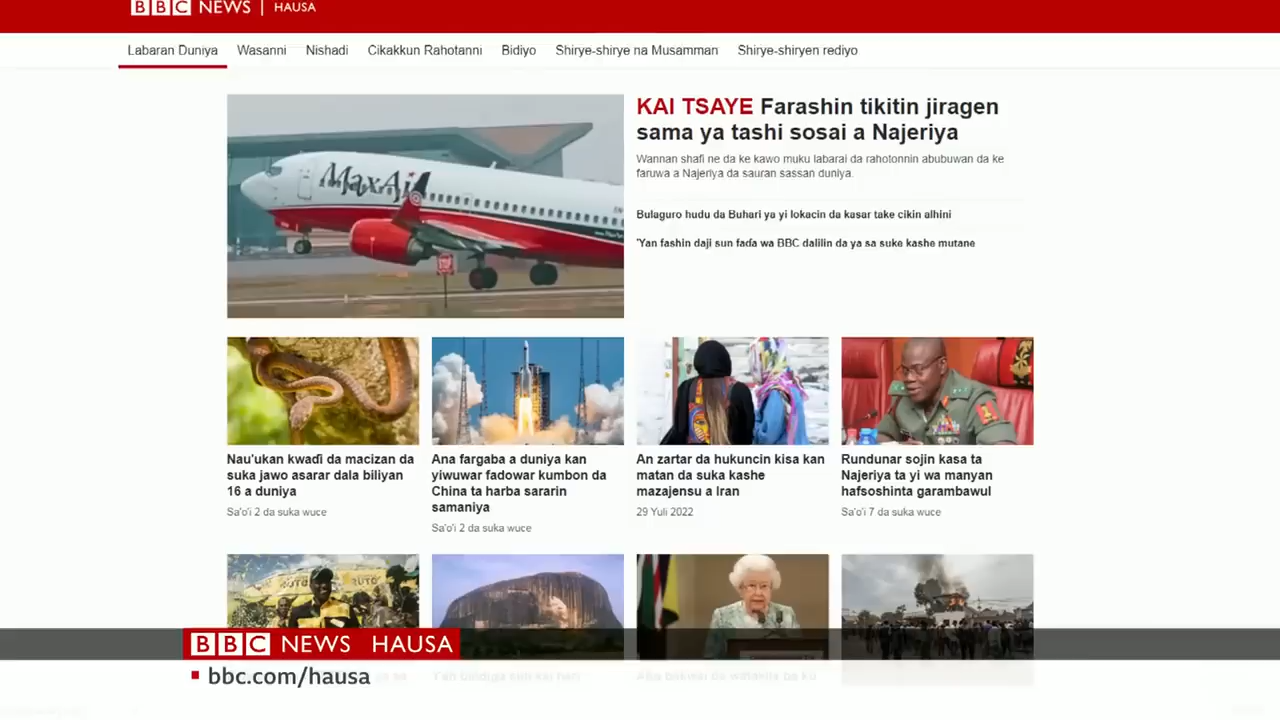 BBC NEWS | HAUSA
Labaran Duniya Wasanni Nishadi Cikakkun Rahotanni Bidiyo Shirye-shirye na Musamman Shirye-shiryen rediyo
MaxAir
KAI TSAYE Farashin tikitin jiragen
sama ya tashi sosai a Najeriya
Wannan shafi ne da ke kawo muku labarai da rahotonnin abubuwan da ke
faruwa a Najeriya da sauran sassan duniya.
Bulaguro hudu da Buhari ya yi lokacin da kasar take cikin alhini
'Yan fashin daji sun faɗa wa BBC dalilin da ya sa suke kashe mutane
Nau'ukan kwaɗi da macizan da
suka jawo asarar dala biliyan
16 a duniya
Sa'o'i 2 da suka wuce
Ana fargaba a duniya kan
yiwuwar fadowar kumbon da
China ta harba sararin
samaniya
Sa'o'i 2 da suka wuce
An zartar da hukuncin kisa kan
matan da suka kashe
mazajensu a Iran
29 Yuli 2022
Rundunar sojin kasa ta
Najeriya ta yi wa manyan
hafsoshinta garambawul
Sa'o'i 7 da suka wuce
BBC NEWS HAUSA
bbc.com/hausa